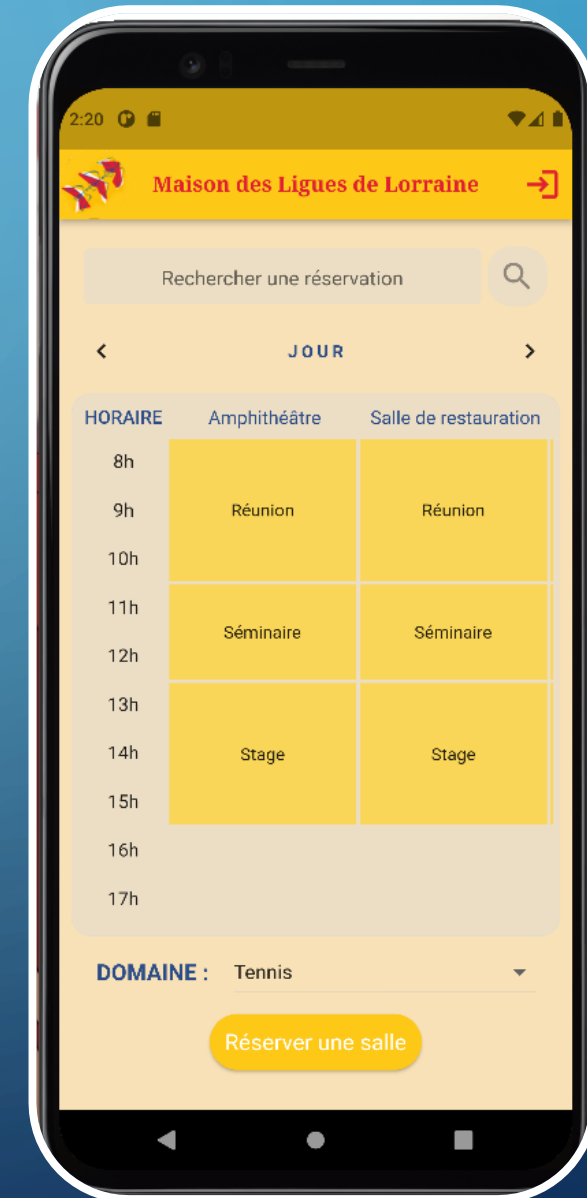 2:20
Maison des Ligues de Lorraine
Rechercher une réservation
JOUR
HORAIRE Amphithéâtre Salle de restauration
8h
9h Réunion Réunion
10h
11h
Séminaire Séminaire
12h
13h
14h Stage Stage
15h
16h
17h
DOMAINE : Tennis
Réserver une salle